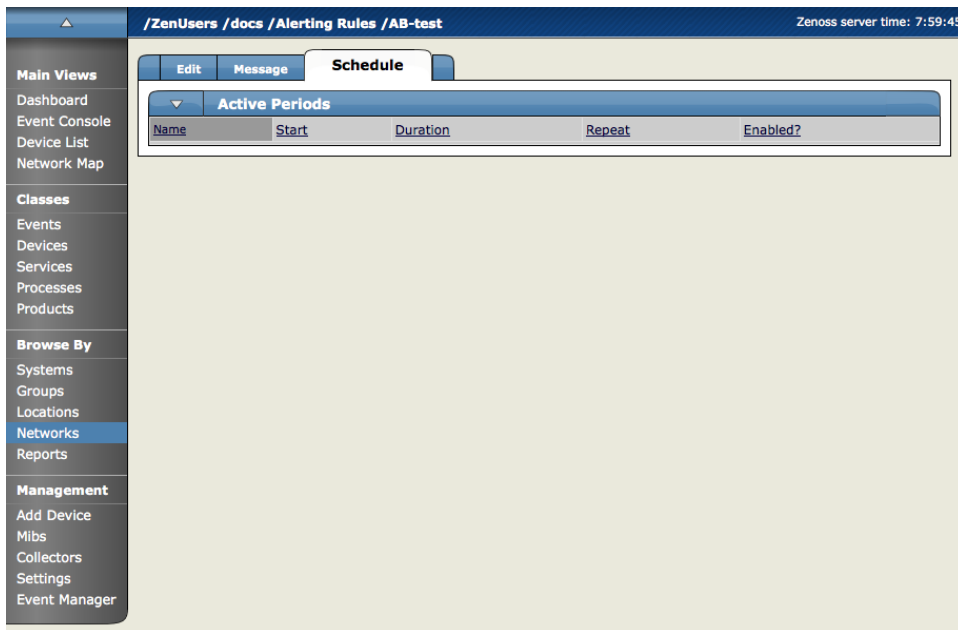 /ZenUsers /docs /Alerting Rules /AB-test
Zenoss server time: 7:59:45
Main Views
Dashboard
Event Console
Device List
Network Map
Classes
Events
Devices
Services
Processes
Products
Browse By
Systems
Groups
Locations
Networks
Reports
Management
Add Device
Mibs
Collectors
Settings
Event Manager
Edit Message Schedule
Active Periods
Name Start Duration Repeat Enabled?